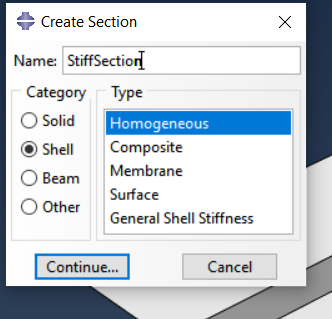 Create Section
Name: StiffSection
Category
Type
Solid
Shell
Beam
Other
Homogeneous
Composite
Membrane
Surface
General Shell Stiffness
Continue...
Cancel